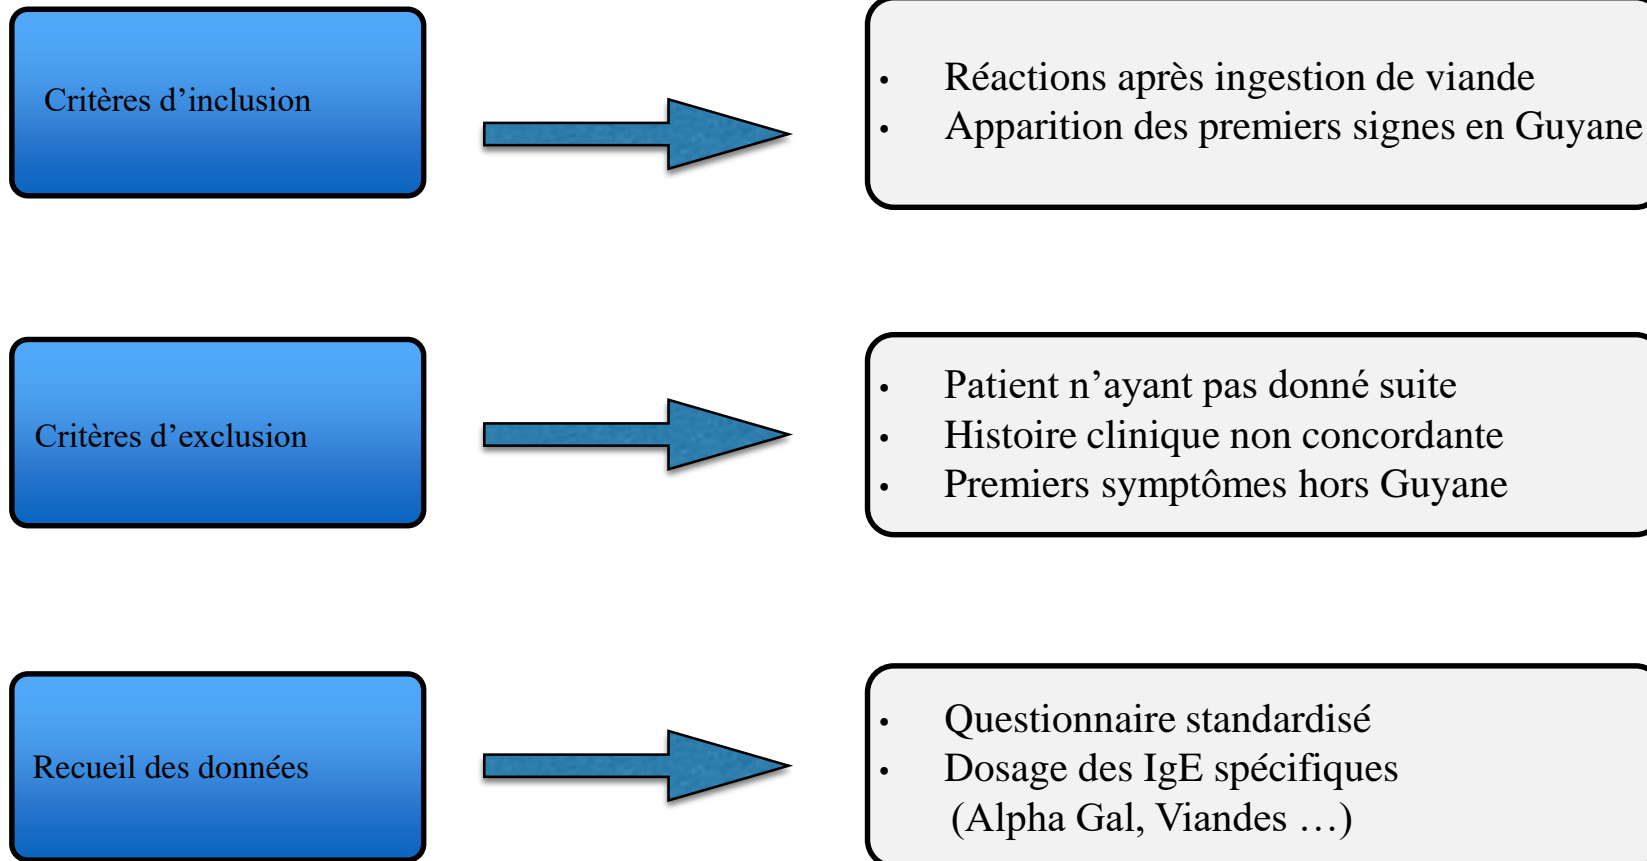 Critères d’inclusion
• Réactions après ingestion de viande
• Apparition des premiers signes en Guyane
Critères d’exclusion
• Patient n’ayant pas donné suite
• Histoire clinique non concordante
• Premiers symptômes hors Guyane
Recueil des données
• Questionnaire standardisé
• Dosage des IgE spécifiques
(Alpha Gal, Viandes …)